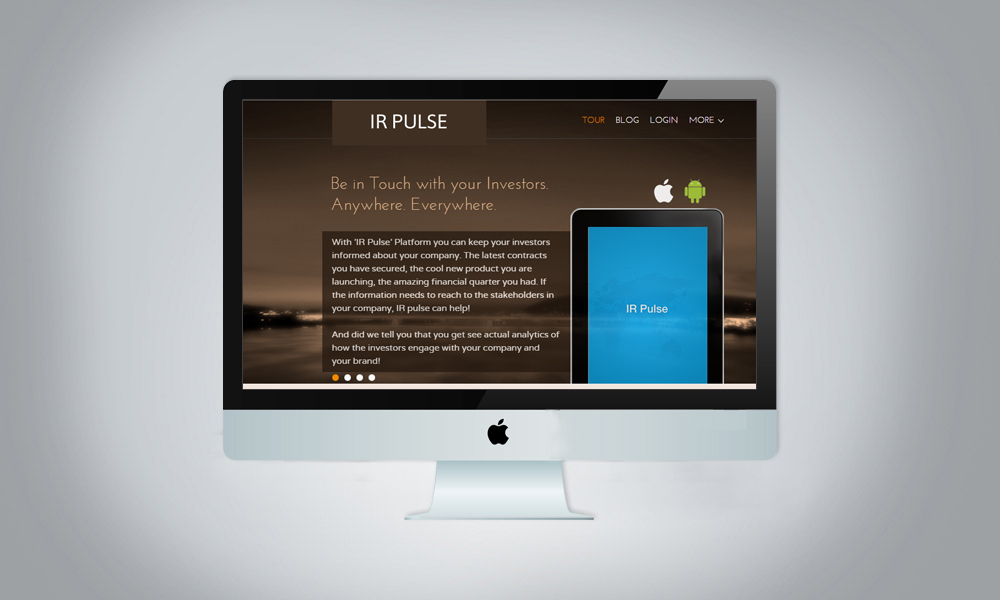 IR PULSE
TOUR BLOG LOGIN MORE
Be in Touch with your Investors.
Anywhere. Everywhere.
With 'IR Pulse' Platform you can keep your investors
informed about your company. The latest contracts
you have secured, the cool new product you are
launching, the amazing financial quarter you had. If
the information needs to reach to the stakeholders in
your company, IR pulse can help!
And did we tell you that you get see actual analytics of
how the investors engage with your company and
your brand!
IR Pulse